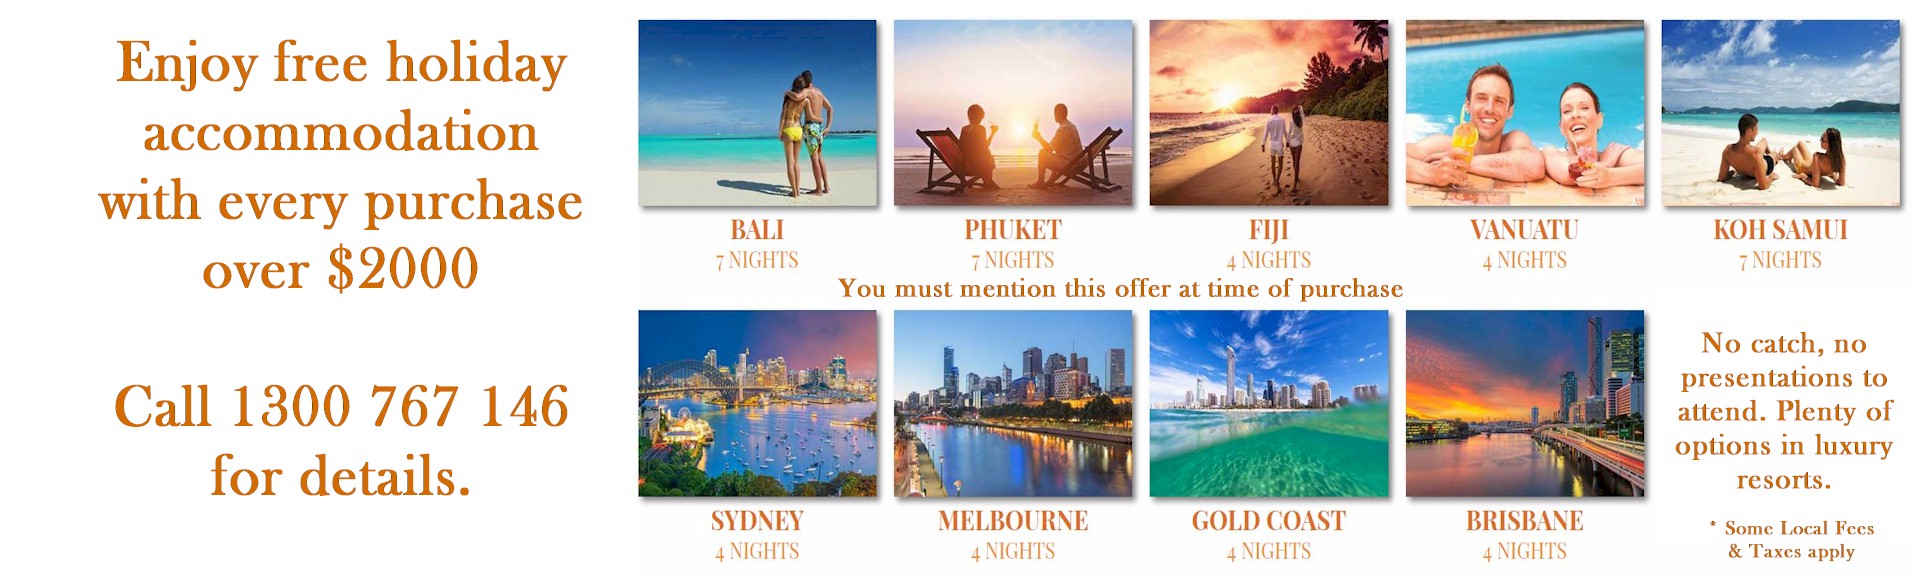 Enjoy free holiday
accommodation
with every purchase
over $2000
Call 1300 767 146
for details.
BALI
7 NIGHTS
PHUKET
7 NIGHTS
FIJI
4 NIGHTS
VANUATU
4 NIGHTS
KOH SAMUI
7 NIGHTS
You must mention this offer at time of purchase
SYDNEY
4 NIGHTS
MELBOURNE
4 NIGHTS
GOLD COAST
4 NIGHTS
BRISBANE
4 NIGHTS
No catch, no
presentations to
attend. Plenty of
options in luxury
resorts.
* Some Local Fees
& Taxes apply